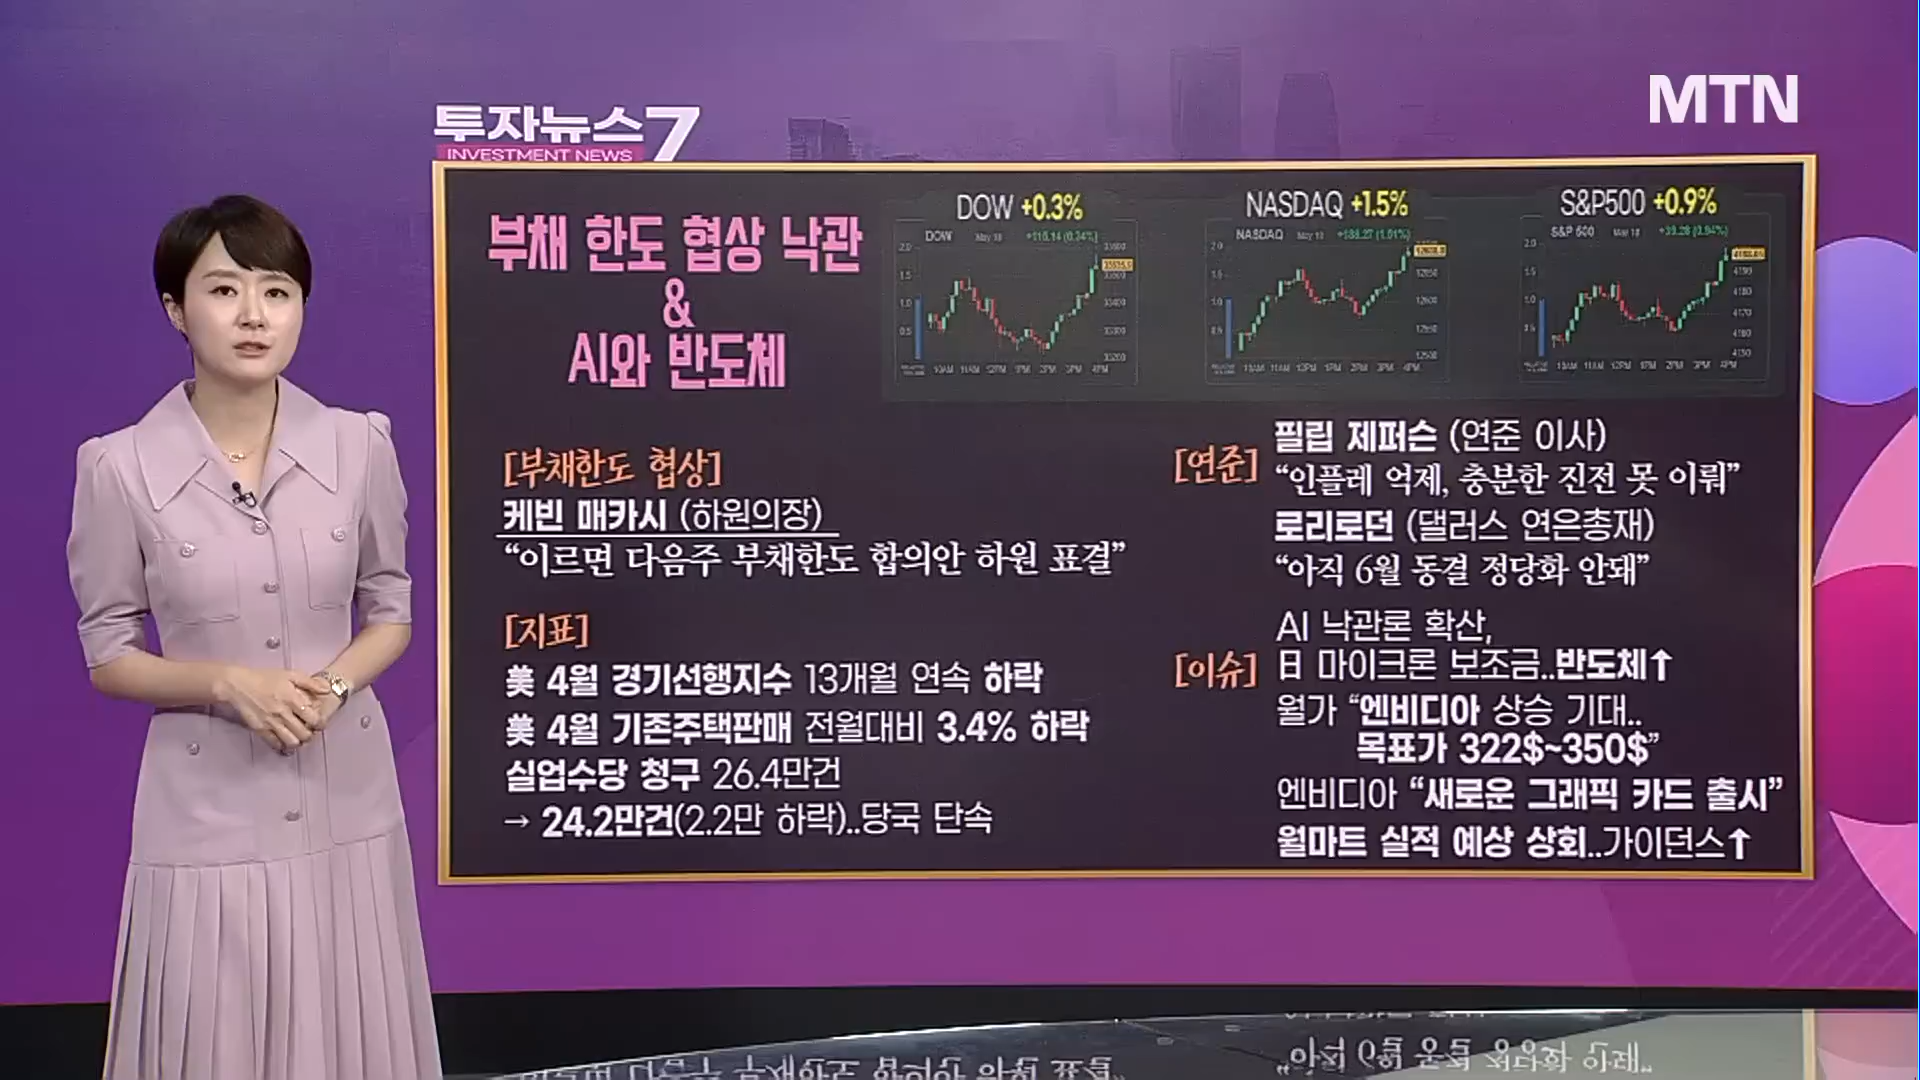 MTN
투자뉴스7
INVESTMENT NEWS
부채 한도 협상 낙관
&
AI와 반도체
DOW +0.3%
DOW May 18
NASDAQ +1.5%
NASDAQ May 18
S&P500 +0.9%
S&P 500 May 18
[부채한도 협상]
케빈 매카시 (하원의장)
“이르면 다음주 부채한도 합의안 하원 표결”
[지표]
美 4월 경기선행지수 13개월 연속 하락
美 4월 기존주택판매 전월대비 3.4% 하락
실업수당 청구 26.4만건
→ 24.2만건(2.2만 하락)..당국 단속
[연준]
필립 제퍼슨 (연준 이사)
“인플레 억제, 충분한 진전 못 이뤄”
로리로던 (댈러스 연은총재)
“아직 6월 동결 정당화 안돼”
[이슈]
AI 낙관론 확산,
日 마이크론 보조금..반도체↑
월가 “엔비디아 상승 기대..
목표가 322$~350$”
엔비디아 “새로운 그래픽 카드 출시”
월마트 실적 예상 상회..가이던스↑